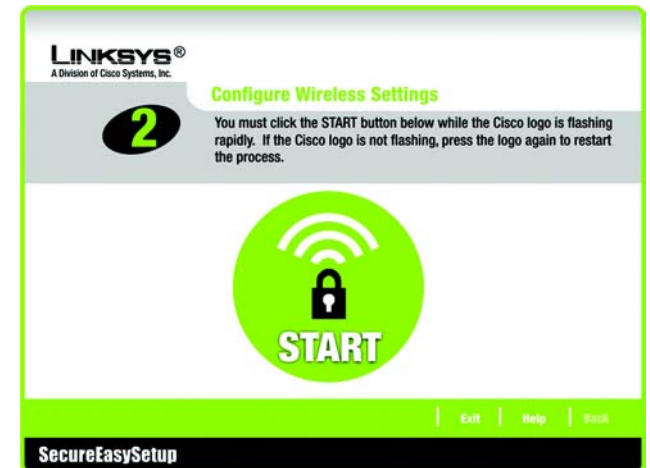 LINKSYS®
A Division of Cisco Systems, Inc.
2
Configure Wireless Settings
You must click the START button below while the Cisco logo is flashing
rapidly. If the Cisco logo is not flashing, press the logo again to restart
the process.
START
Exit
Help
Back
SecureEasySetup